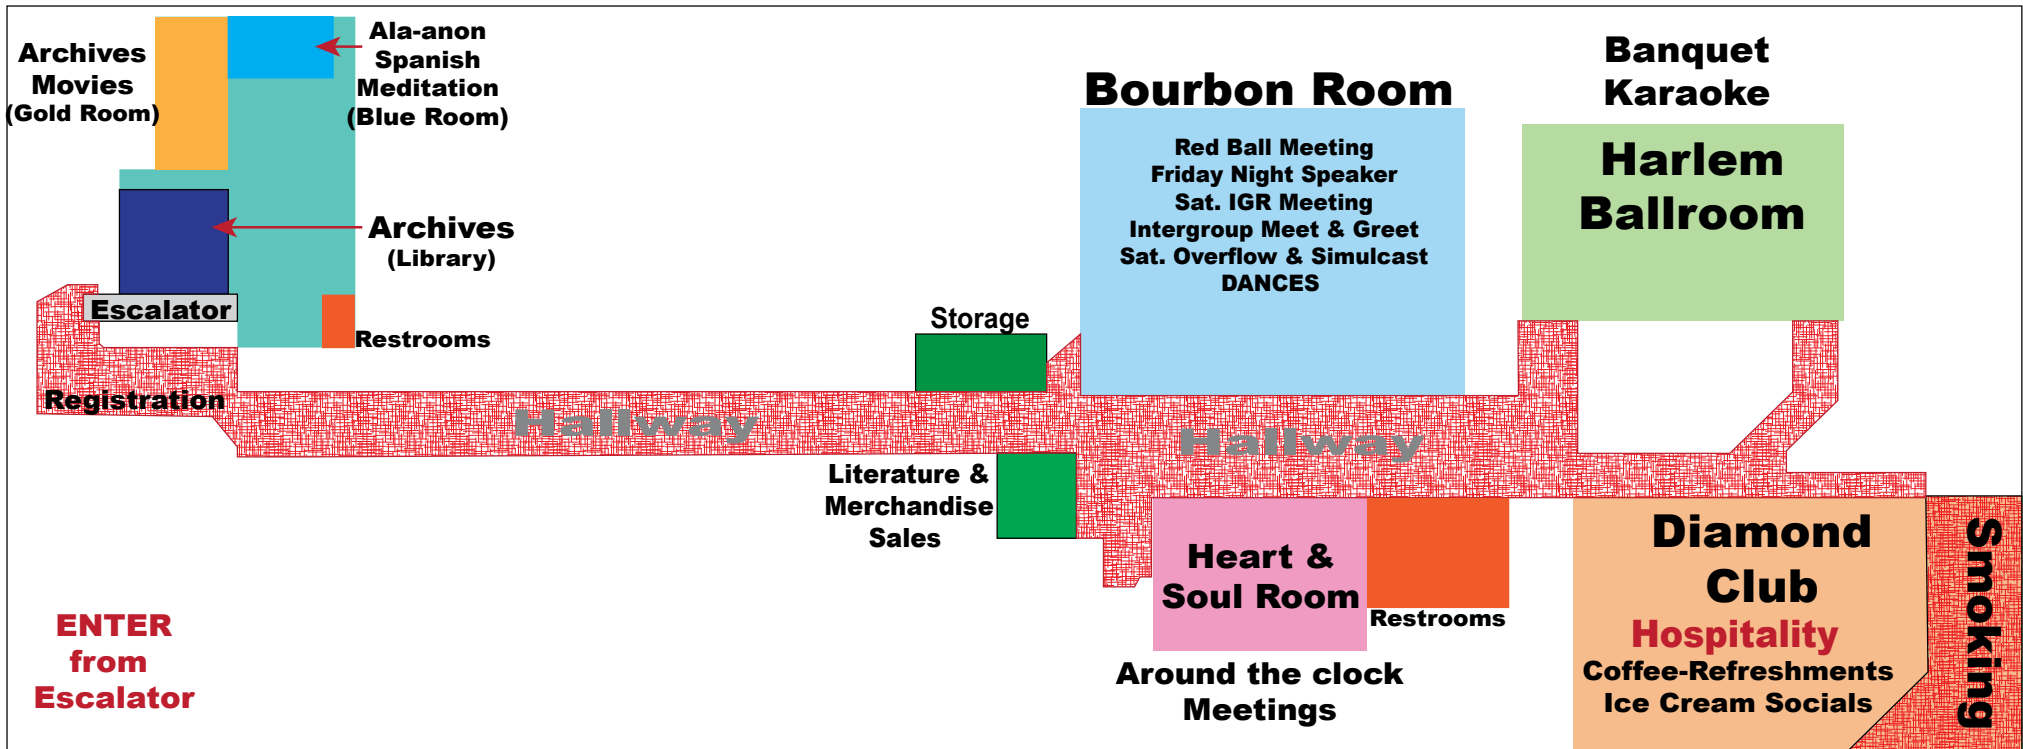 Archives
Movies
(Gold Room)
Ala-anon
Spanish
Meditation
(Blue Room)
Archives
(Library)
Escalator
Restrooms
Registration
Hallway
Storage
Literature &
Merchandise
Sales
Bourbon Room
Red Ball Meeting
Friday Night Speaker
Sat. IGR Meeting
Intergroup Meet & Greet
Sat. Overflow & Simulcast
DANCES
Hallway
Banquet
Karaoke
Harlem
Ballroom
Heart &
Soul Room
Restrooms
Around the clock
Meetings
Diamond
Club
Hospitality
Coffee-Refreshments
Ice Cream Socials
Smoking
ENTER
from
Escalator